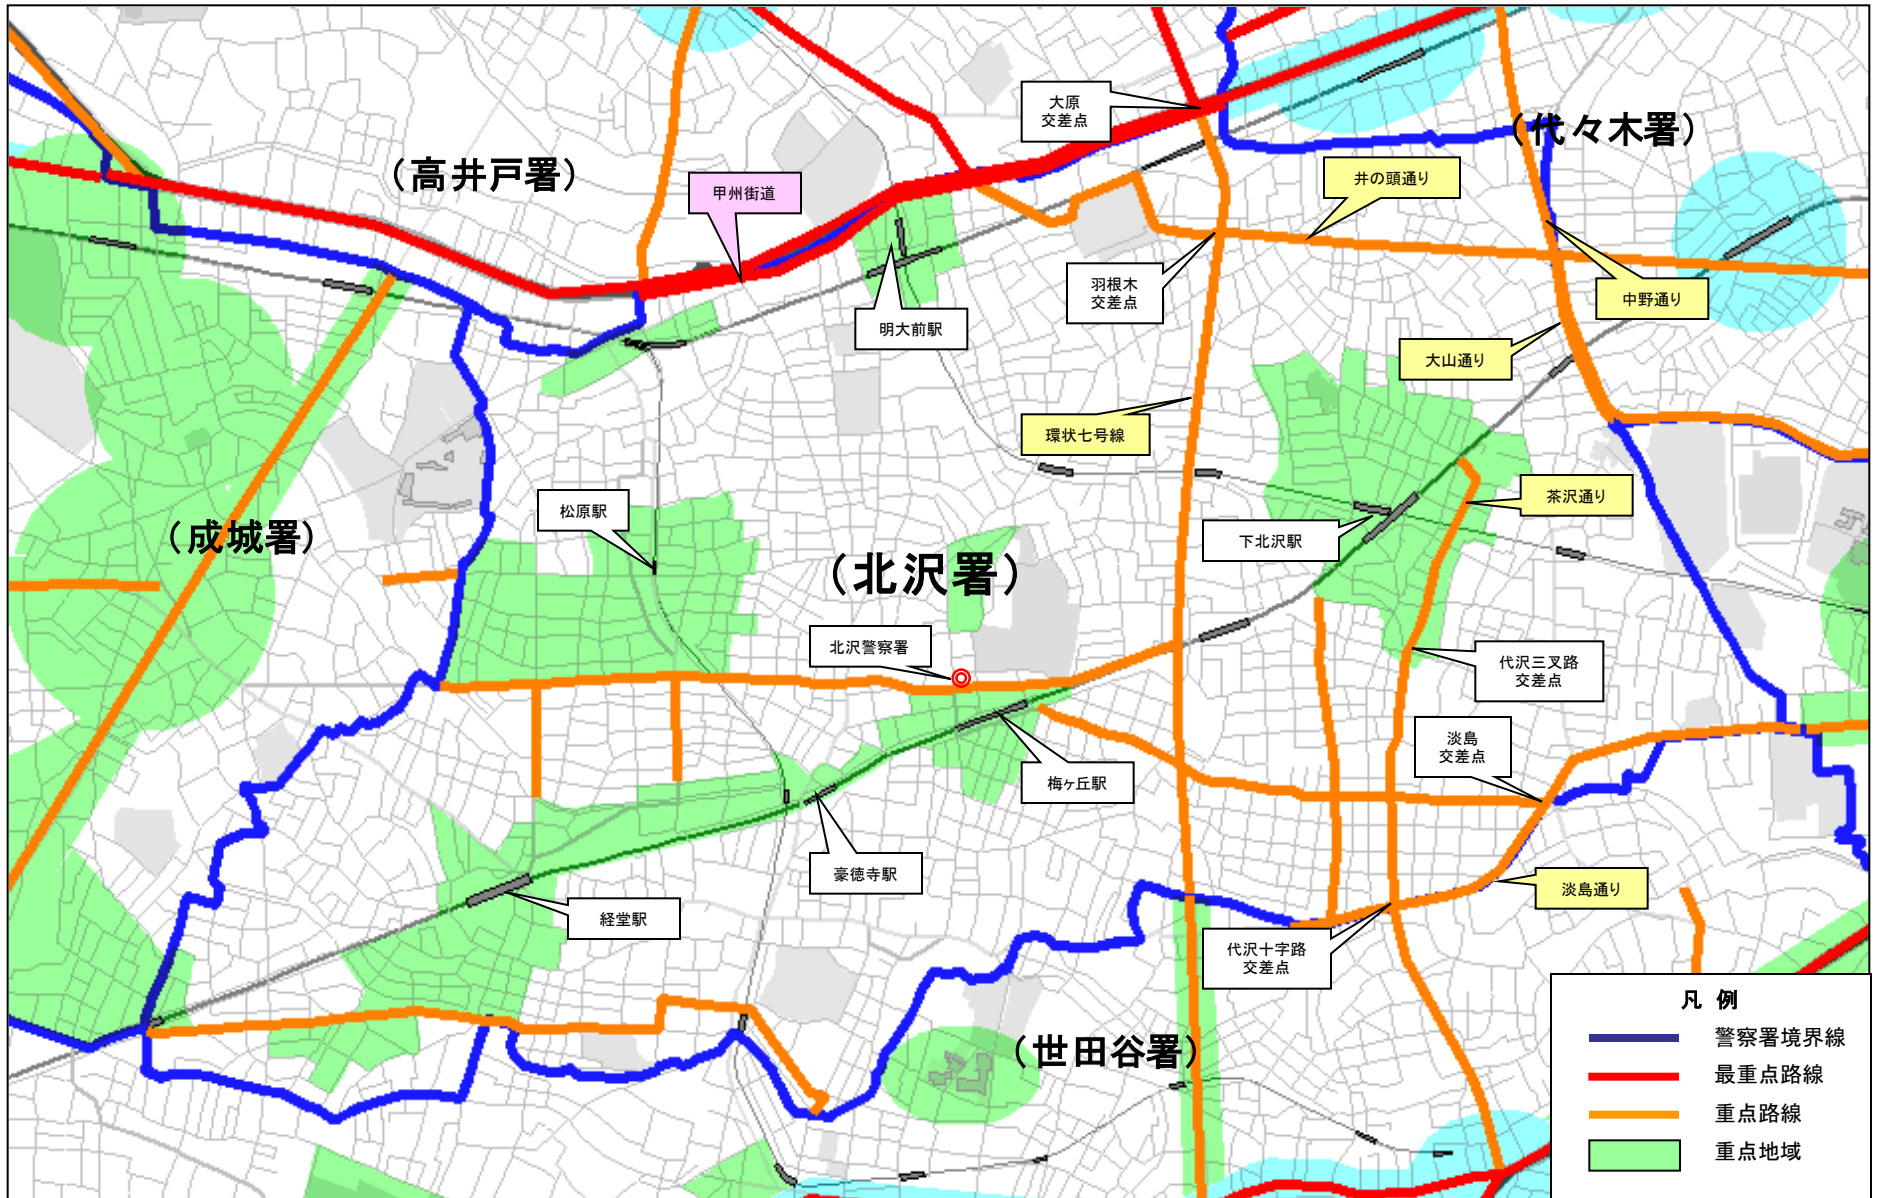 大原
交差点
（代々木署）
（高井戸署）
甲州街道
井の頭通り
羽根木
交差点
中野通り
明大前駅
大山通り
環状七号線
松原駅
茶沢通り
（成城署）
下北沢駅
（北沢署）
北沢警察署
代沢三叉路
交差点
淡島
交差点
梅ヶ丘駅
豪徳寺駅
淡島通り
経堂駅
代沢十字路
交差点
（世田谷署）
凡 例
警察署境界線
最重点路線
重点路線
重点地域